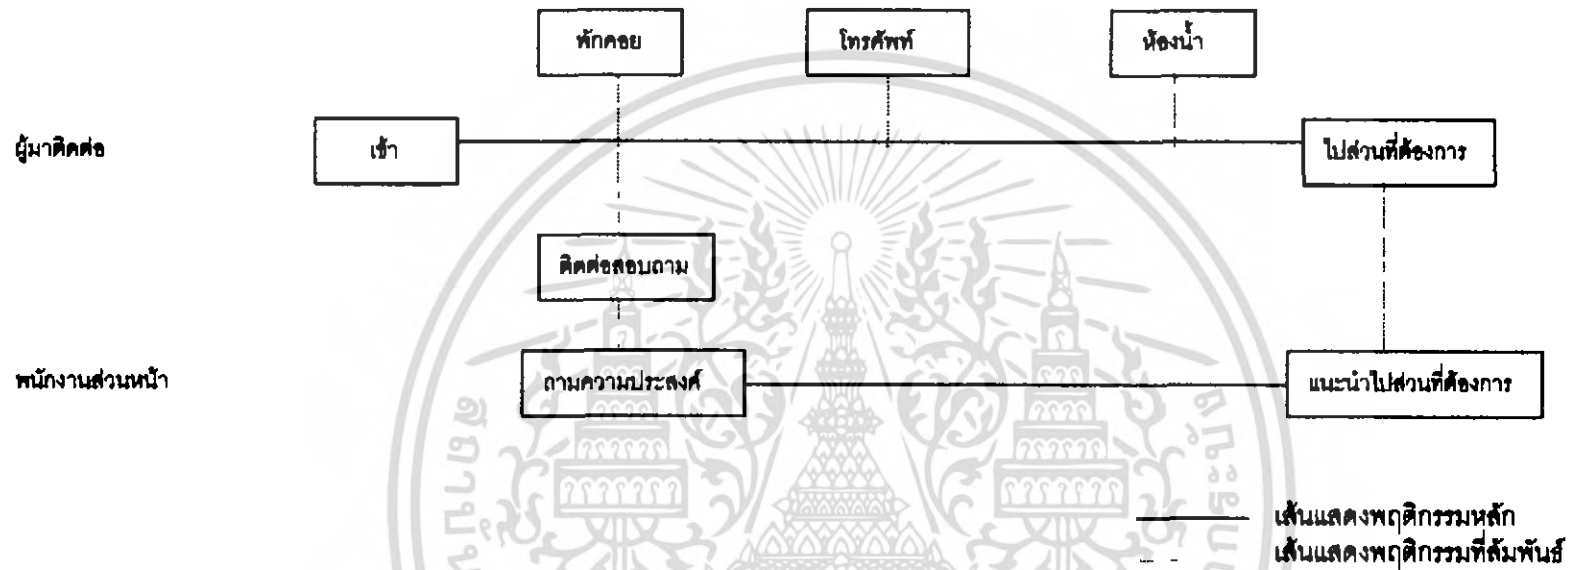 พักคอย
โทรศัพท์
ห้องน้ำ
ผู้มาติดต่อ
เข้า
ไปส่วนที่ต้องการ
ติดต่อสอบถาม
พนักงานส่วนหน้า
ถามความประสงค์
แนะนำไปส่วนที่ต้องการ
เส้นแสดงพฤติกรรมหลัก
เส้นแสดงพฤติกรรมที่สัมพันธ์